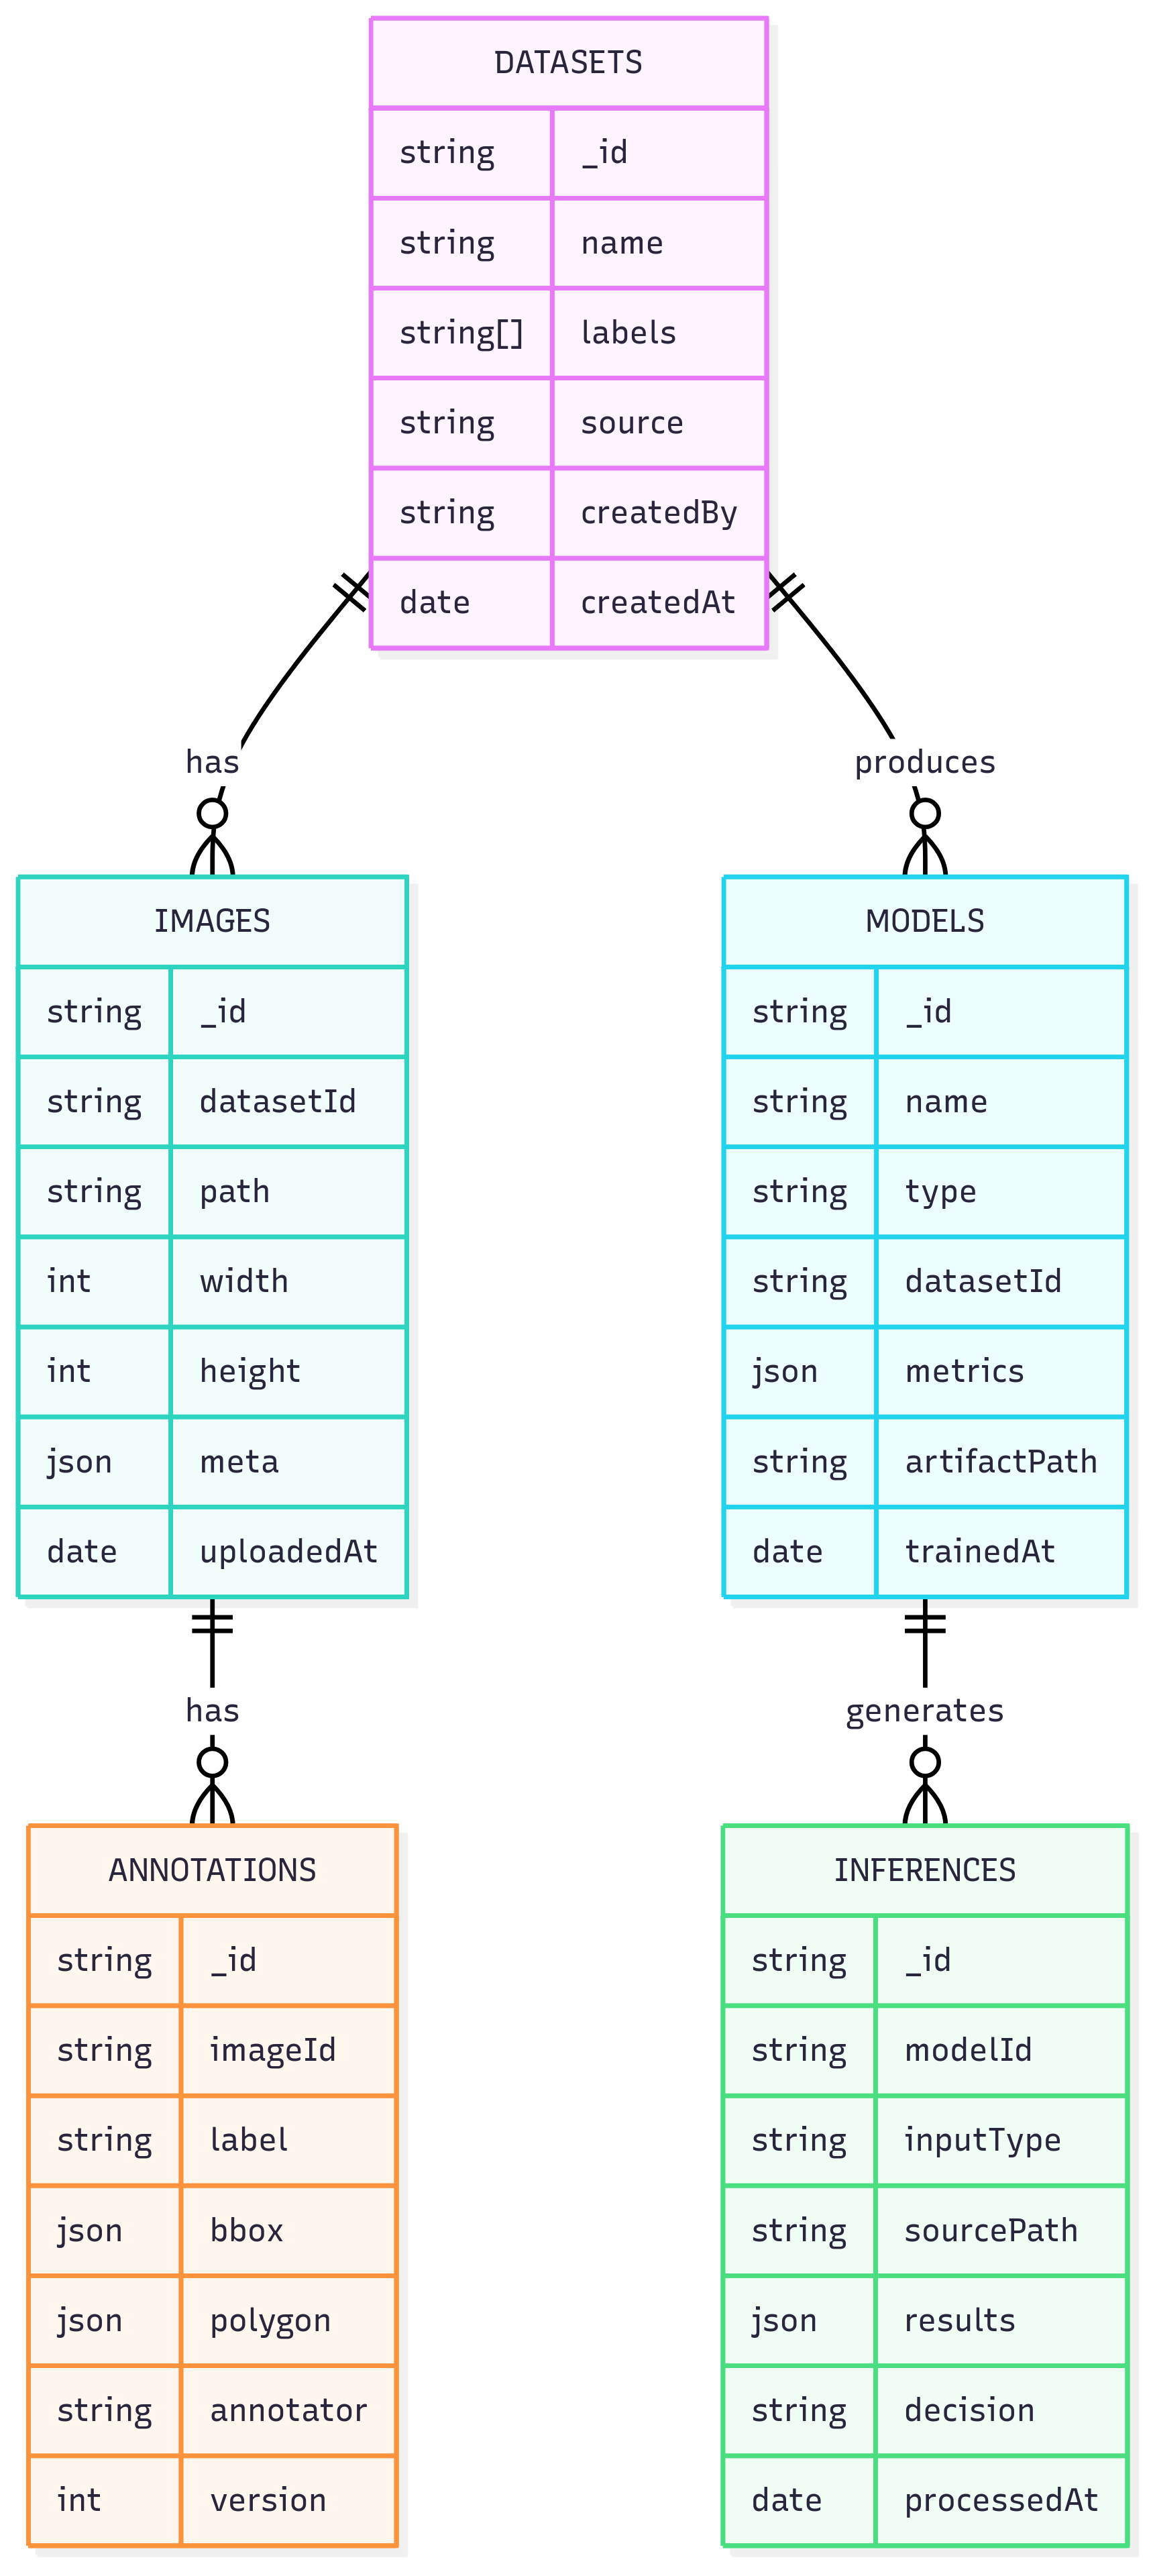 DATASETS
string _id
string name
string[] labels
string source
string createdBy
date createdAt
has
produces
IMAGES
string _id
string datasetId
string path
int width
int height
json meta
date uploadedAt
MODELS
string _id
string name
string type
string datasetId
json metrics
string artifactPath
date trainedAt
has
generates
ANNOTATIONS
string _id
string imageId
string label
json bbox
json polygon
string annotator
int version
INFERENCES
string _id
string modelId
string inputType
string sourcePath
json results
string decision
date processedAt